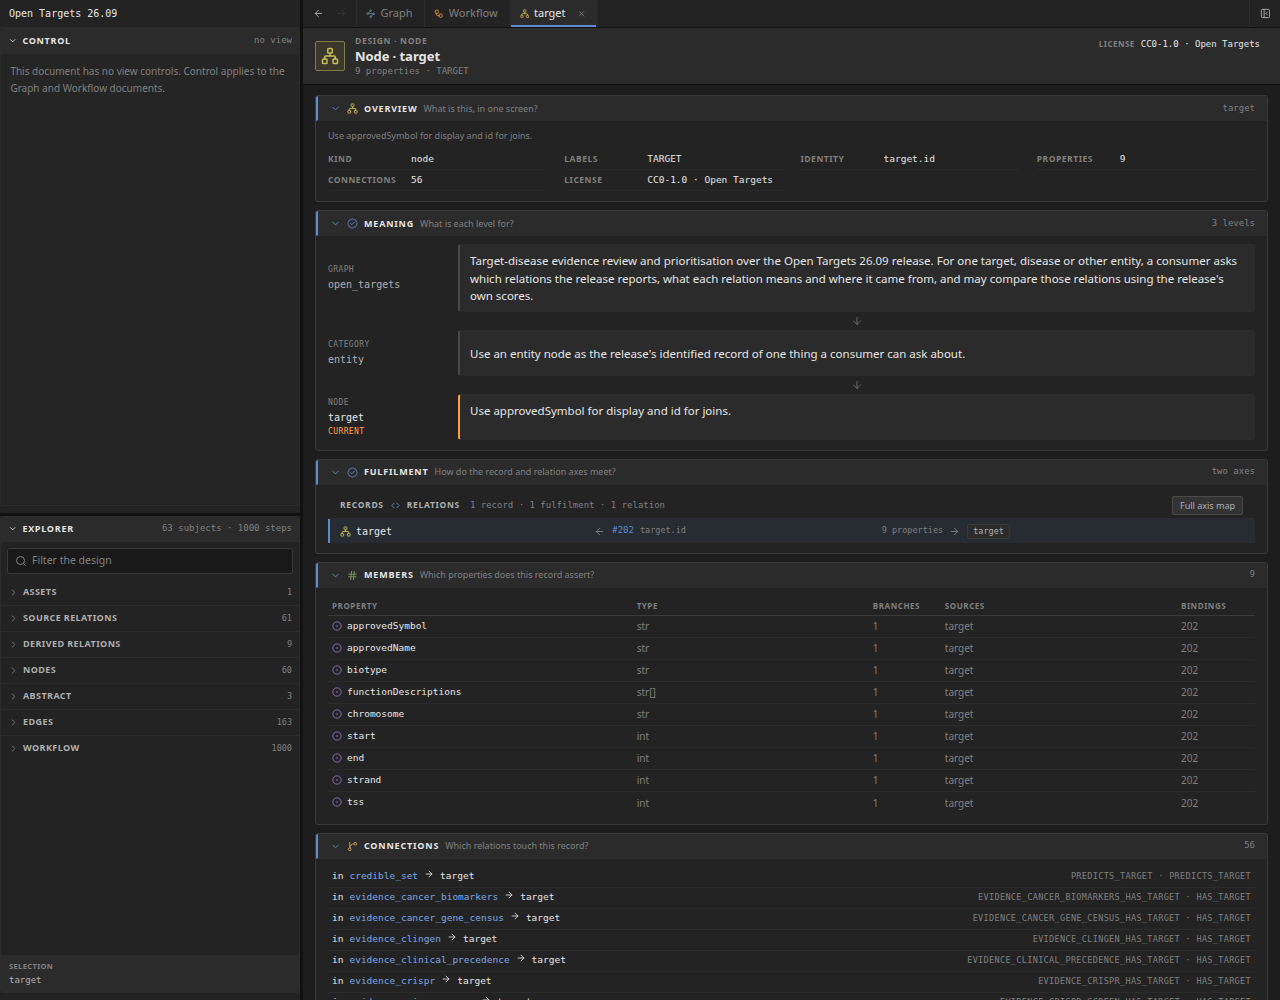 Open Targets 26.09
CONTROL no view
This document has no view controls. Control applies to the
Graph and Workflow documents.
EXPLORER 63 subjects · 1000 steps
Filter the design
ASSETS 1
SOURCE RELATIONS 61
DERIVED RELATIONS 9
NODES 60
ABSTRACT 3
EDGES 163
WORKFLOW 1000
SELECTION
target
Graph Workflow target
DESIGN · NODE
Node · target
9 properties · TARGET
LICENSE CC0-1.0 · Open Targets
OVERVIEW What is this, in one screen? target
Use approvedSymbol for display and id for joins.
KIND node LABELS TARGET IDENTITY target.id PROPERTIES 9
CONNECTIONS 56 LICENSE CC0-1.0 · Open Targets
MEANING What is each level for? 3 levels
GRAPH
open_targets
Target-disease evidence review and prioritisation over the Open Targets 26.09 release. For one target, disease or other entity, a consumer asks
which relations the release reports, what each relation means and where it came from, and may compare those relations using the release's
own scores.
CATEGORY
entity
Use an entity node as the release's identified record of one thing a consumer can ask about.
NODE
target
CURRENT
Use approvedSymbol for display and id for joins.
FULFILMENT How do the record and relation axes meet? two axes
RECORDS <> RELATIONS 1 record · 1 fulfilment · 1 relation Full axis map
target ← #202 target.id 9 properties → target
MEMBERS Which properties does this record assert? 9
PROPERTY TYPE BRANCHES SOURCES BINDINGS
approvedSymbol str 1 target 202
approvedName str 1 target 202
biotype str 1 target 202
functionDescriptions str[] 1 target 202
chromosome str 1 target 202
start int 1 target 202
end int 1 target 202
strand int 1 target 202
tss int 1 target 202
CONNECTIONS Which relations touch this record? 56
in credible_set → target PREDICTS_TARGET · PREDICTS_TARGET
in evidence_cancer_biomarkers → target EVIDENCE_CANCER_BIOMARKERS_HAS_TARGET · HAS_TARGET
in evidence_cancer_gene_census → target EVIDENCE_CANCER_GENE_CENSUS_HAS_TARGET · HAS_TARGET
in evidence_clingen → target EVIDENCE_CLINGEN_HAS_TARGET · HAS_TARGET
in evidence_clinical_precedence → target EVIDENCE_CLINICAL_PRECEDENCE_HAS_TARGET · HAS_TARGET
in evidence_crispr → target EVIDENCE_CRISPR_HAS_TARGET · HAS_TARGET